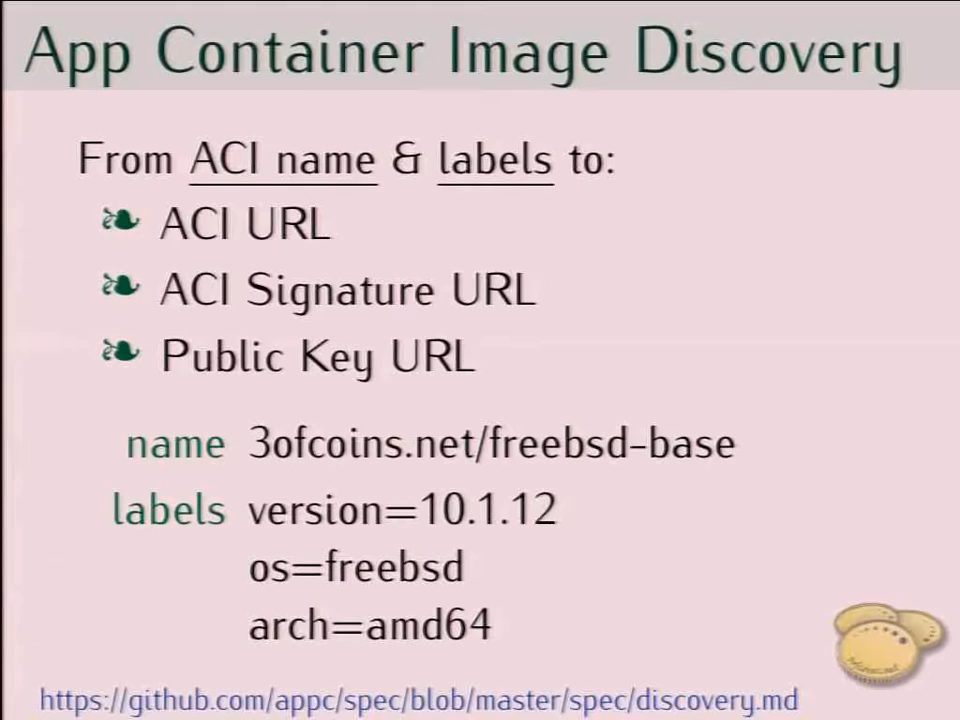 App Container Image Discovery
From ACI name & labels to:
❧ ACI URL
❧ ACI Signature URL
❧ Public Key URL
name 3ofcoins.net/freebsd-base
labels version=10.1.12
os=freebsd
arch=amd64
https://github.com/appc/spec/blob/master/spec/discovery.md